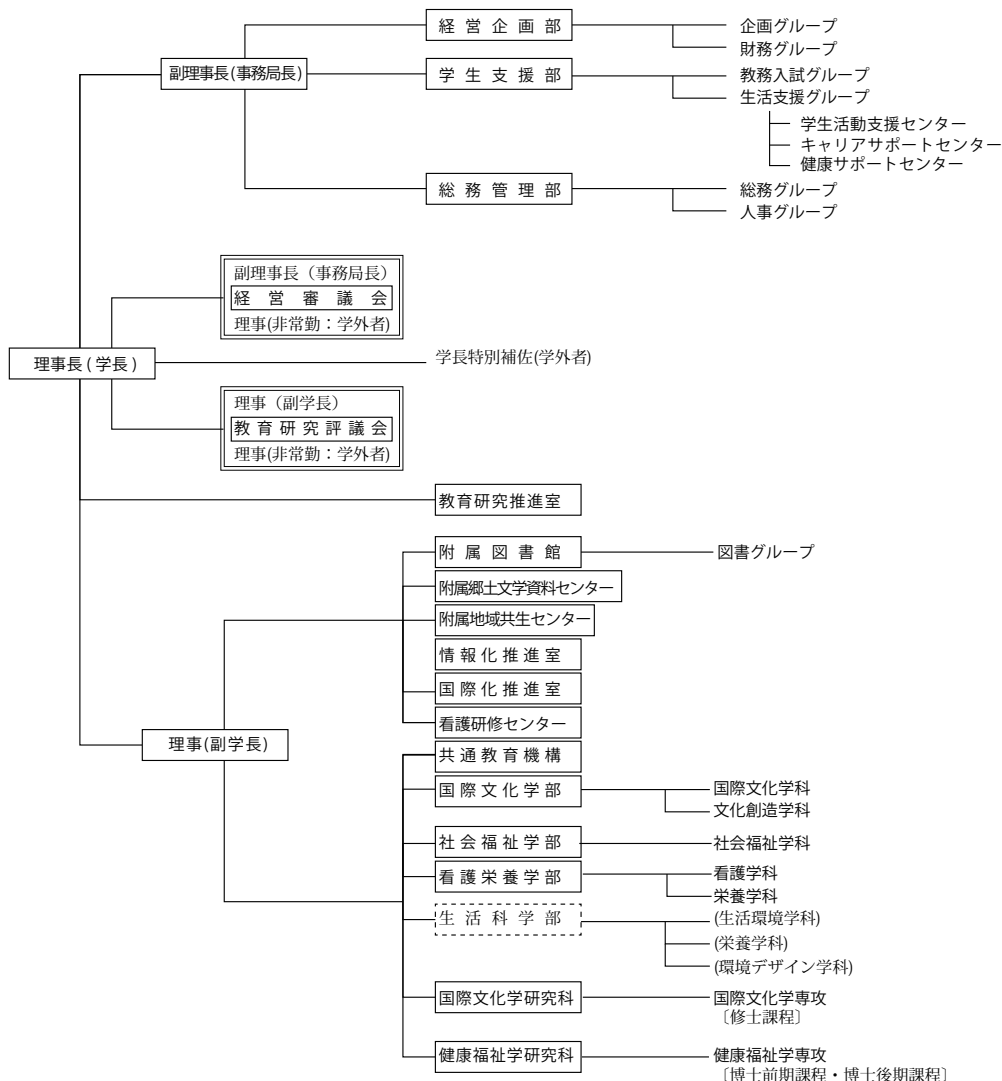 経営企画部
企画グループ
財務グループ
副理事長(事務局長)
学生支援部
教務入試グループ
生活支援グループ
学生活動支援センター
キャリアサポートセンター
健康サポートセンター
総務管理部
総務グループ
人事グループ
副理事長（事務局長）
経営審議会
理事(非常勤：学外者)
理事長(学長)
学長特別補佐(学外者)
理事（副学長）
教育研究評議会
理事(非常勤：学外者)
教育研究推進室
附属図書館
図書グループ
附属郷土文学資料センター
附属地域共生センター
情報化推進室
国際化推進室
看護研修センター
理事(副学長)
共通教育機構
国際文化学部
国際文化学科
文化創造学科
社会福祉学部
社会福祉学科
看護栄養学部
看護学科
栄養学科
生活科学部
(生活環境学科)
(栄養学科)
(環境デザイン学科)
国際文化学研究科
国際文化学専攻
〔修士課程〕
健康福祉学研究科
健康福祉学専攻
〔博士前期課程・博士後期課程〕